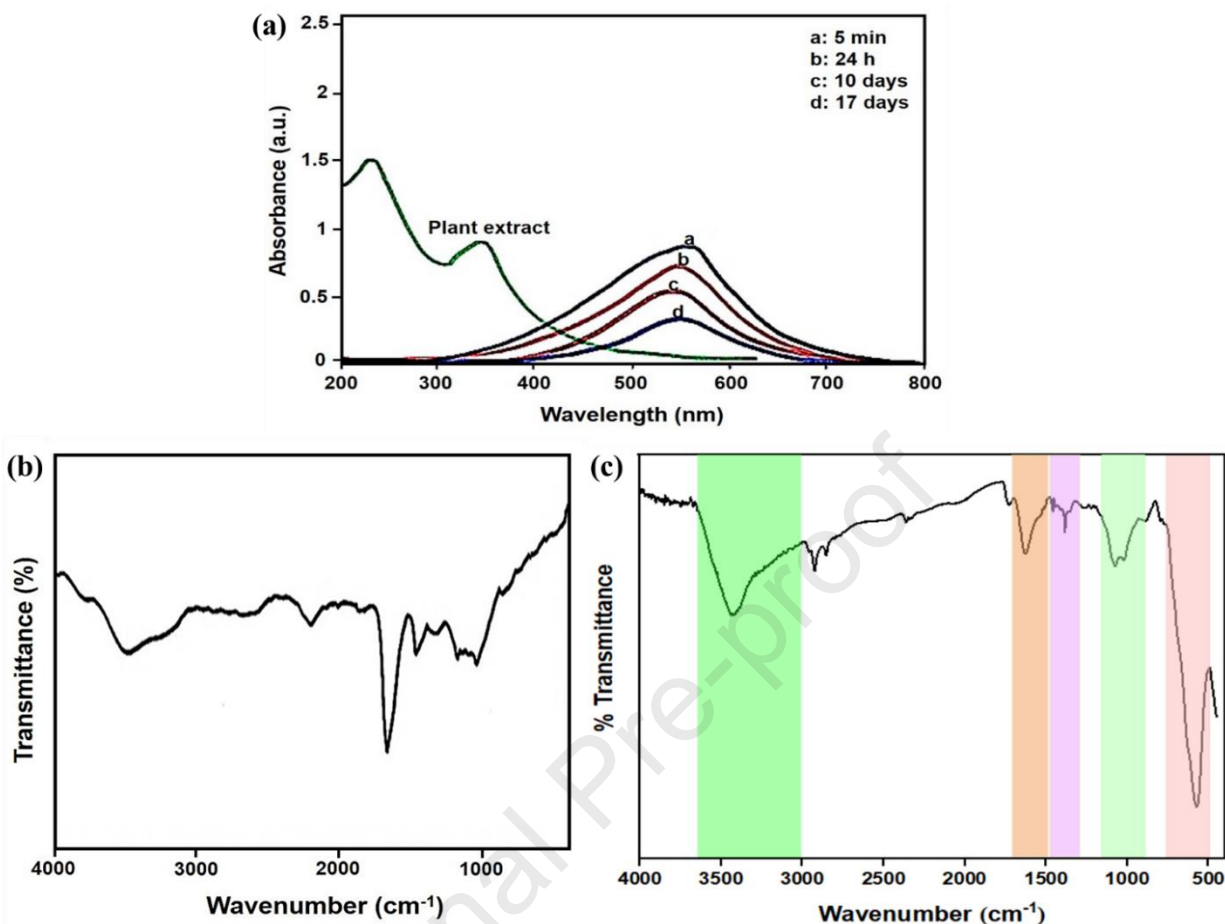 (a)
2.5
2
1.5
1
0.5
0
Absorbance (a.u.)
a: 5 min
b: 24 h
c: 10 days
d: 17 days
Plant extract
a
b
c
d
200 300 400 500 600 700 800
Wavelength (nm)
(b)
Transmittance (%)
4000 3000 2000 1000
Wavenumber (cm⁻¹)
(c)
% Transmittance
4000 3500 3000 2500 2000 1500 1000 500
Wavenumber (cm⁻¹)
nal Pre-proof